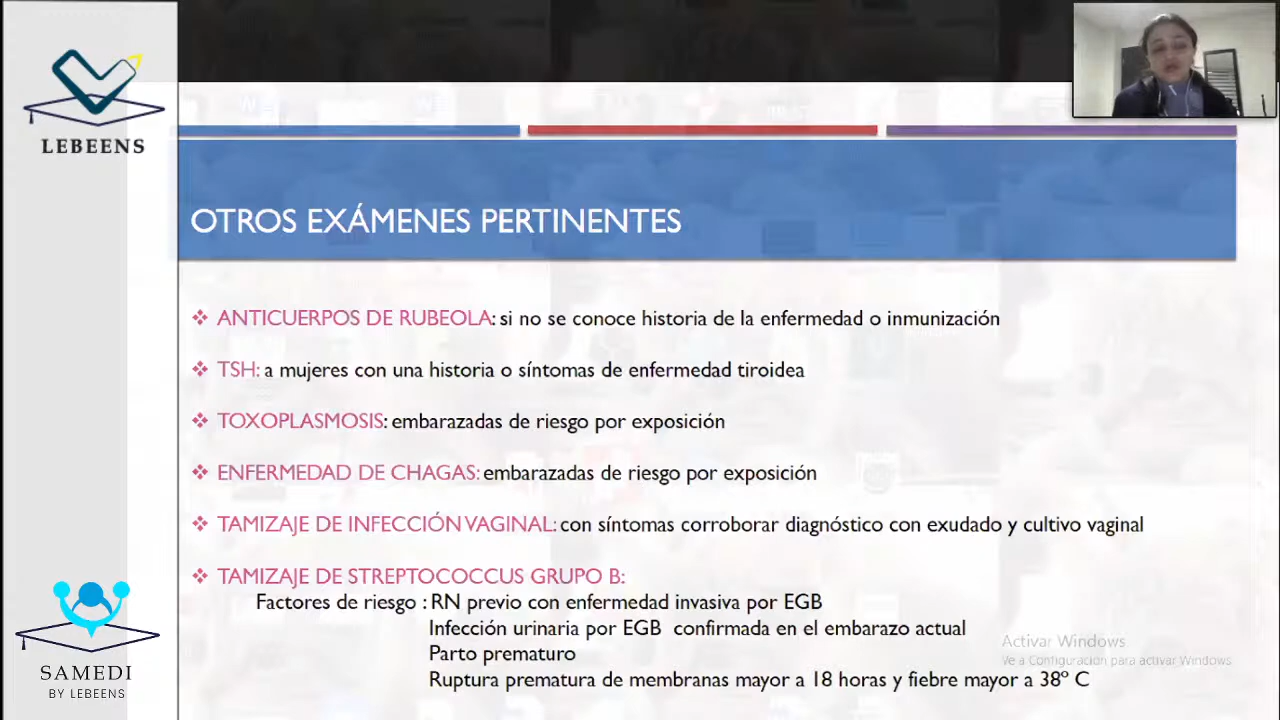 LEBEENS
OTROS EXÁMENES PERTINENTES
ANTICUERPOS DE RUBEOLA: si no se conoce historia de la enfermedad o inmunización
TSH: a mujeres con una historia o síntomas de enfermedad tiroidea
TOXOPLASMOSIS: embarazadas de riesgo por exposición
ENFERMEDAD DE CHAGAS: embarazadas de riesgo por exposición
TAMIZAJE DE INFECCIÓN VAGINAL: con síntomas corroborar diagnóstico con exudado y cultivo vaginal
TAMIZAJE DE STREPTOCOCCUS GRUPO B:
Factores de riesgo : RN previo con enfermedad invasiva por EGB
Infección urinaria por EGB confirmada en el embarazo actual
Parto prematuro
Ruptura prematura de membranas mayor a 18 horas y fiebre mayor a 38º C
Activar Windows
Ve a Configuración para activar Windows.
SAMEDI
BY LEBEENS